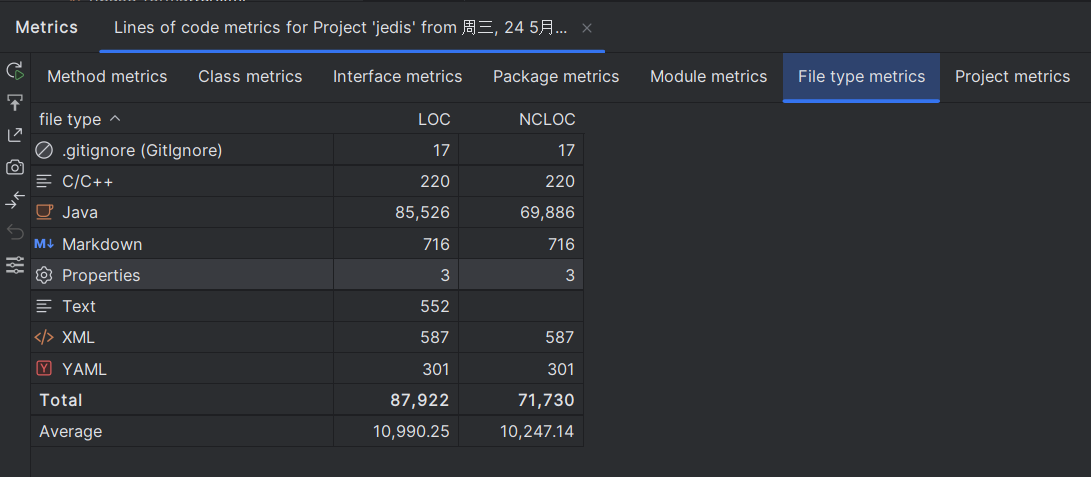 Metrics Lines of code metrics for Project 'jedis' from 周三, 24 5月...
Method metrics Class metrics Interface metrics Package metrics Module metrics File type metrics Project metrics
file type LOC NCLOC
.gitignore (GitIgnore) 17 17
C/C++ 220 220
Java 85,526 69,886
M↓ Markdown 716 716
Properties 3 3
Text 552
</> XML 587 587
Y YAML 301 301
Total 87,922 71,730
Average 10,990.25 10,247.14